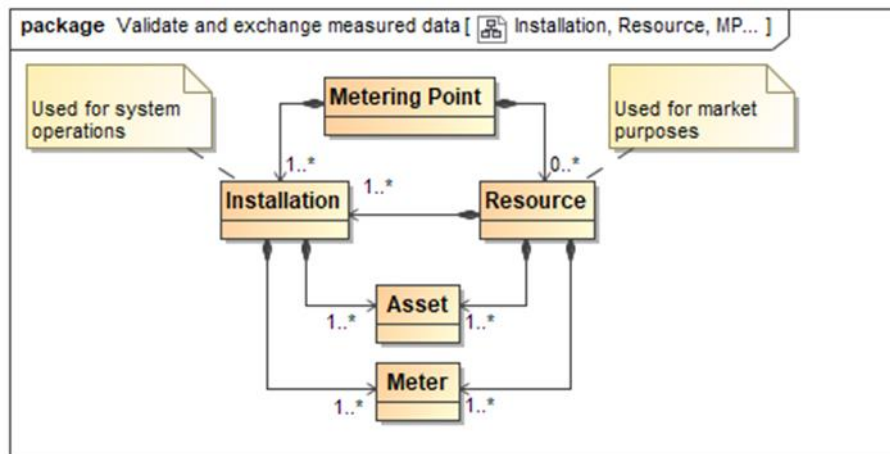 package Validate and exchange measured data [ Installation, Resource, MP... ]
Used for system
operations
Metering Point
Used for market
purposes
1..*
0..*
Installation
1..*
Resource
Asset
1..*
1..*
Meter
1..*
1..*